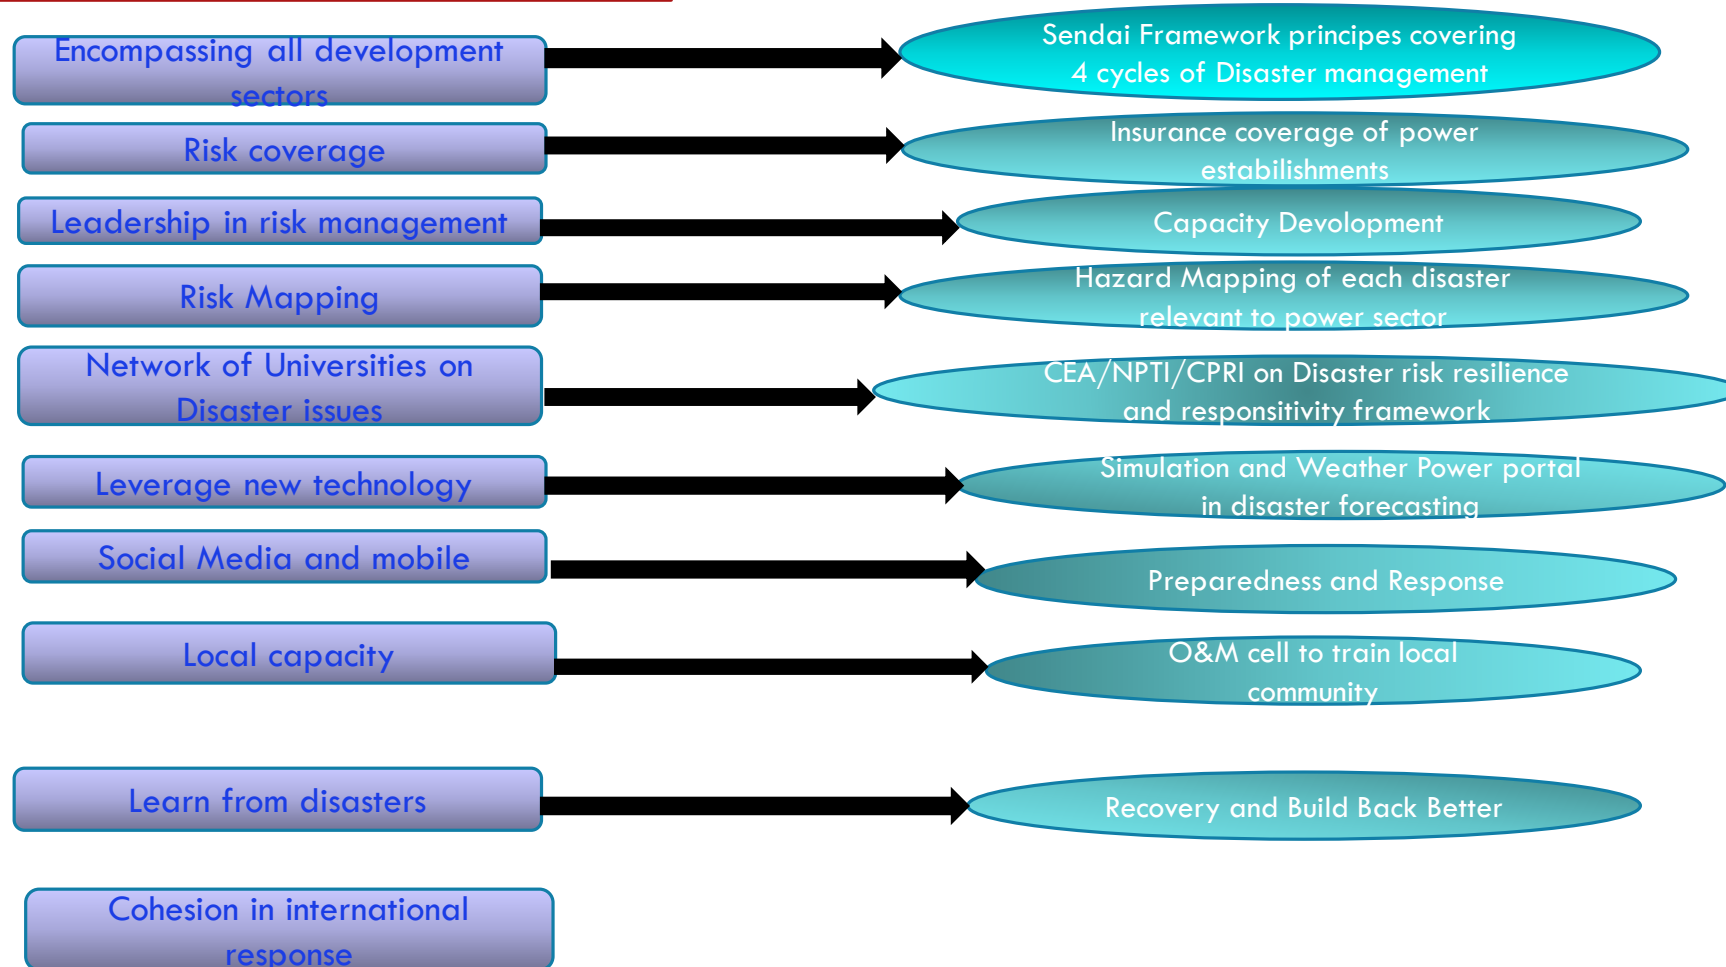 Encompassing all development
sectors
Sendai Framework principes covering
4 cycles of Disaster management
Risk coverage
Insurance coverage of power
estabilishments
Leadership in risk management
Capacity Devolopment
Risk Mapping
Hazard Mapping of each disaster
relevant to power sector
Network of Universities on
Disaster issues
CEA/NPTI/CPRI on Disaster risk resilience
and responsitivity framework
Leverage new technology
Simulation and Weather Power portal
in disaster forecasting
Social Media and mobile
Preparedness and Response
Local capacity
O&M cell to train local
community
Learn from disasters
Recovery and Build Back Better
Cohesion in international
response